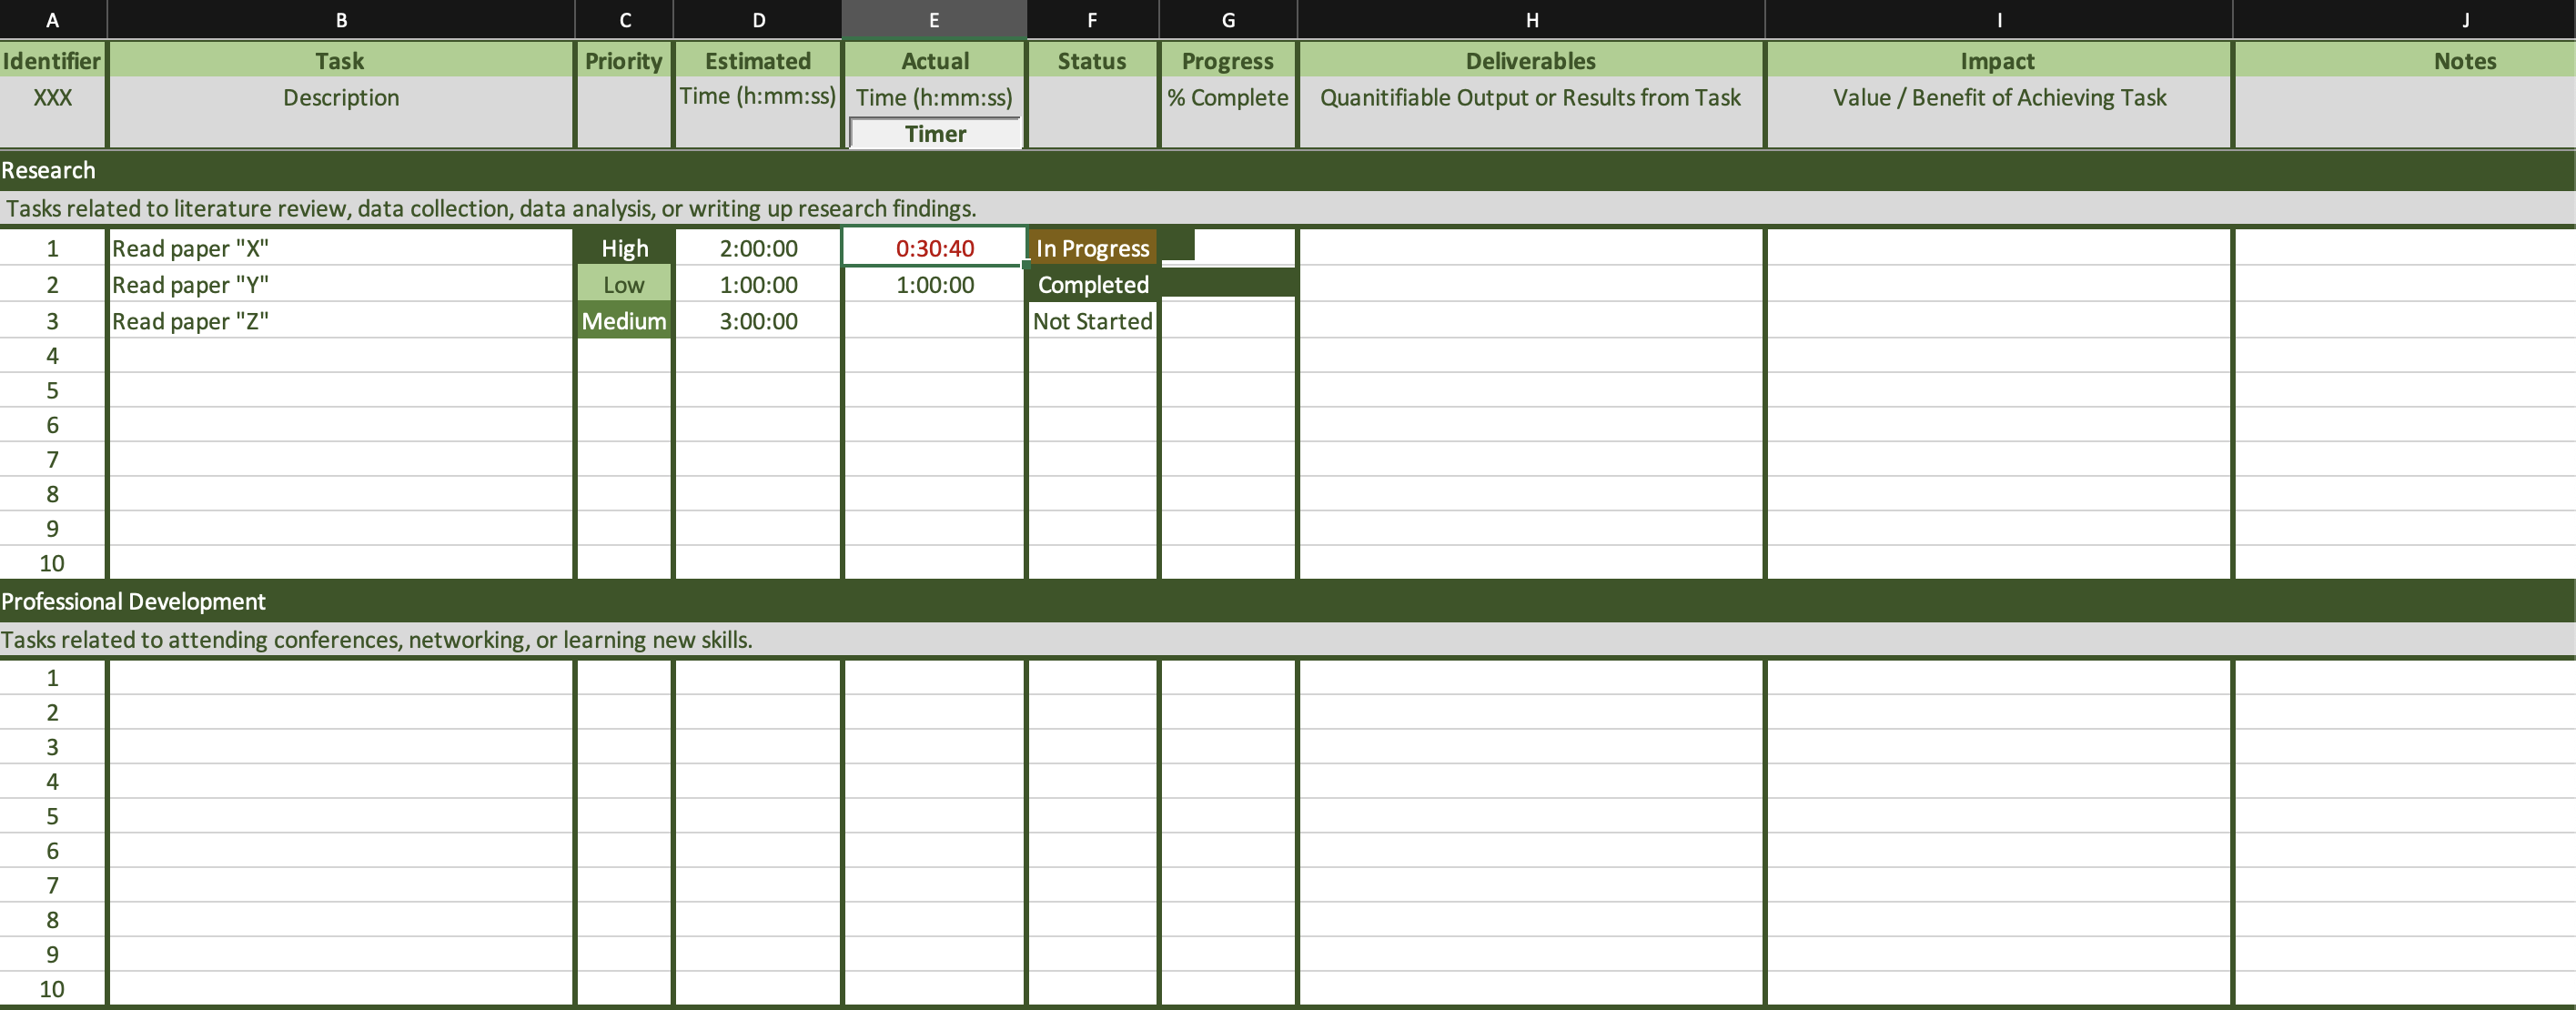 A B C D E F G H I J
Identifier Task Priority Estimated Actual Status Progress Deliverables Impact Notes
XXX Description Time (h:mm:ss) Time (h:mm:ss) % Complete Quanitifiable Output or Results from Task Value / Benefit of Achieving Task
Timer
Research
Tasks related to literature review, data collection, data analysis, or writing up research findings.
1 Read paper "X" High 2:00:00 0:30:40 In Progress
2 Read paper "Y" Low 1:00:00 1:00:00 Completed
3 Read paper "Z" Medium 3:00:00 Not Started
4
5
6
7
8
9
10
Professional Development
Tasks related to attending conferences, networking, or learning new skills.
1
2
3
4
5
6
7
8
9
10